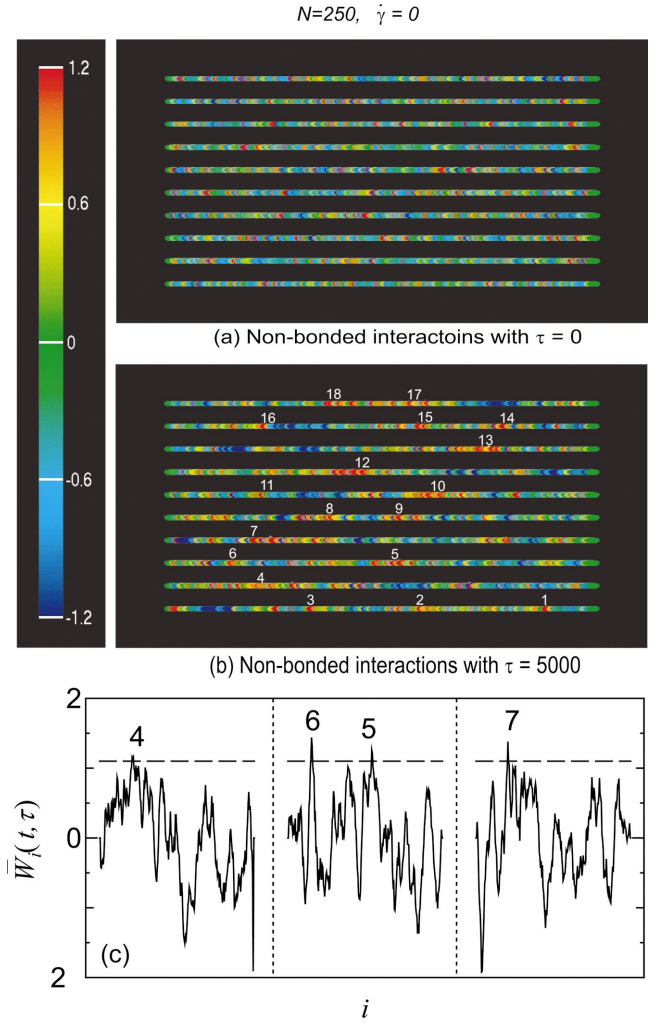 N=250, γ̇ = 0
1.2
0.6
0
-0.6
-1.2
(a) Non-bonded interactoins with τ = 0
18 17
16 15 14
13
12
11 10
8 9
7
6 5
4
3 2 1
(b) Non-bonded interactions with τ = 5000
2
4 6 5 7
0
W̄i(t,τ)
(c)
2
i